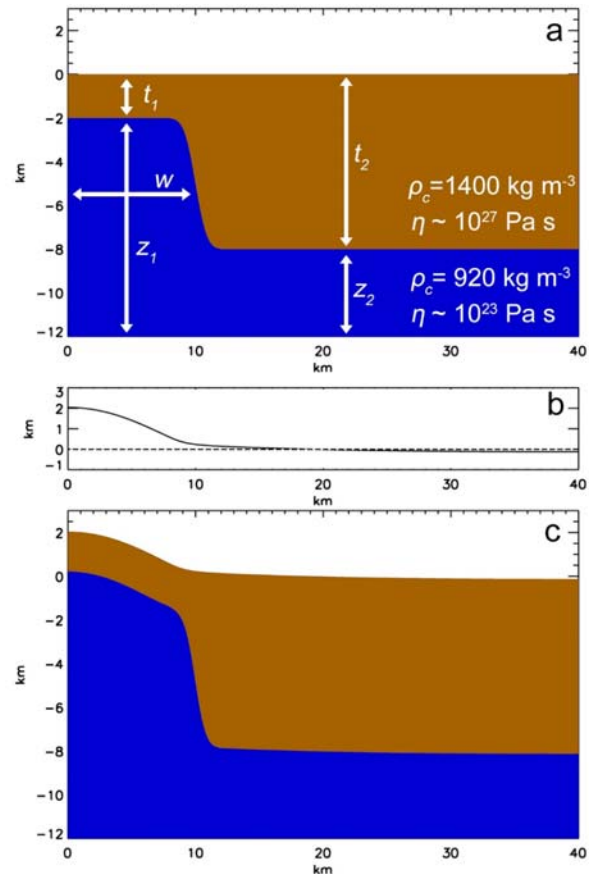 a
2
0
-2
-4
-6
-8
-10
-12
km
t1
t2
w
z1
z2
ρc=1400 kg m-3
η ~ 10²⁷ Pa s
ρc= 920 kg m-3
η ~ 10²³ Pa s
0 10 20 30 40
km
b
3
2
1
0
-1
km
0 10 20 30 40
km
c
2
0
-2
-4
-6
-8
-10
-12
km
0 10 20 30 40
km